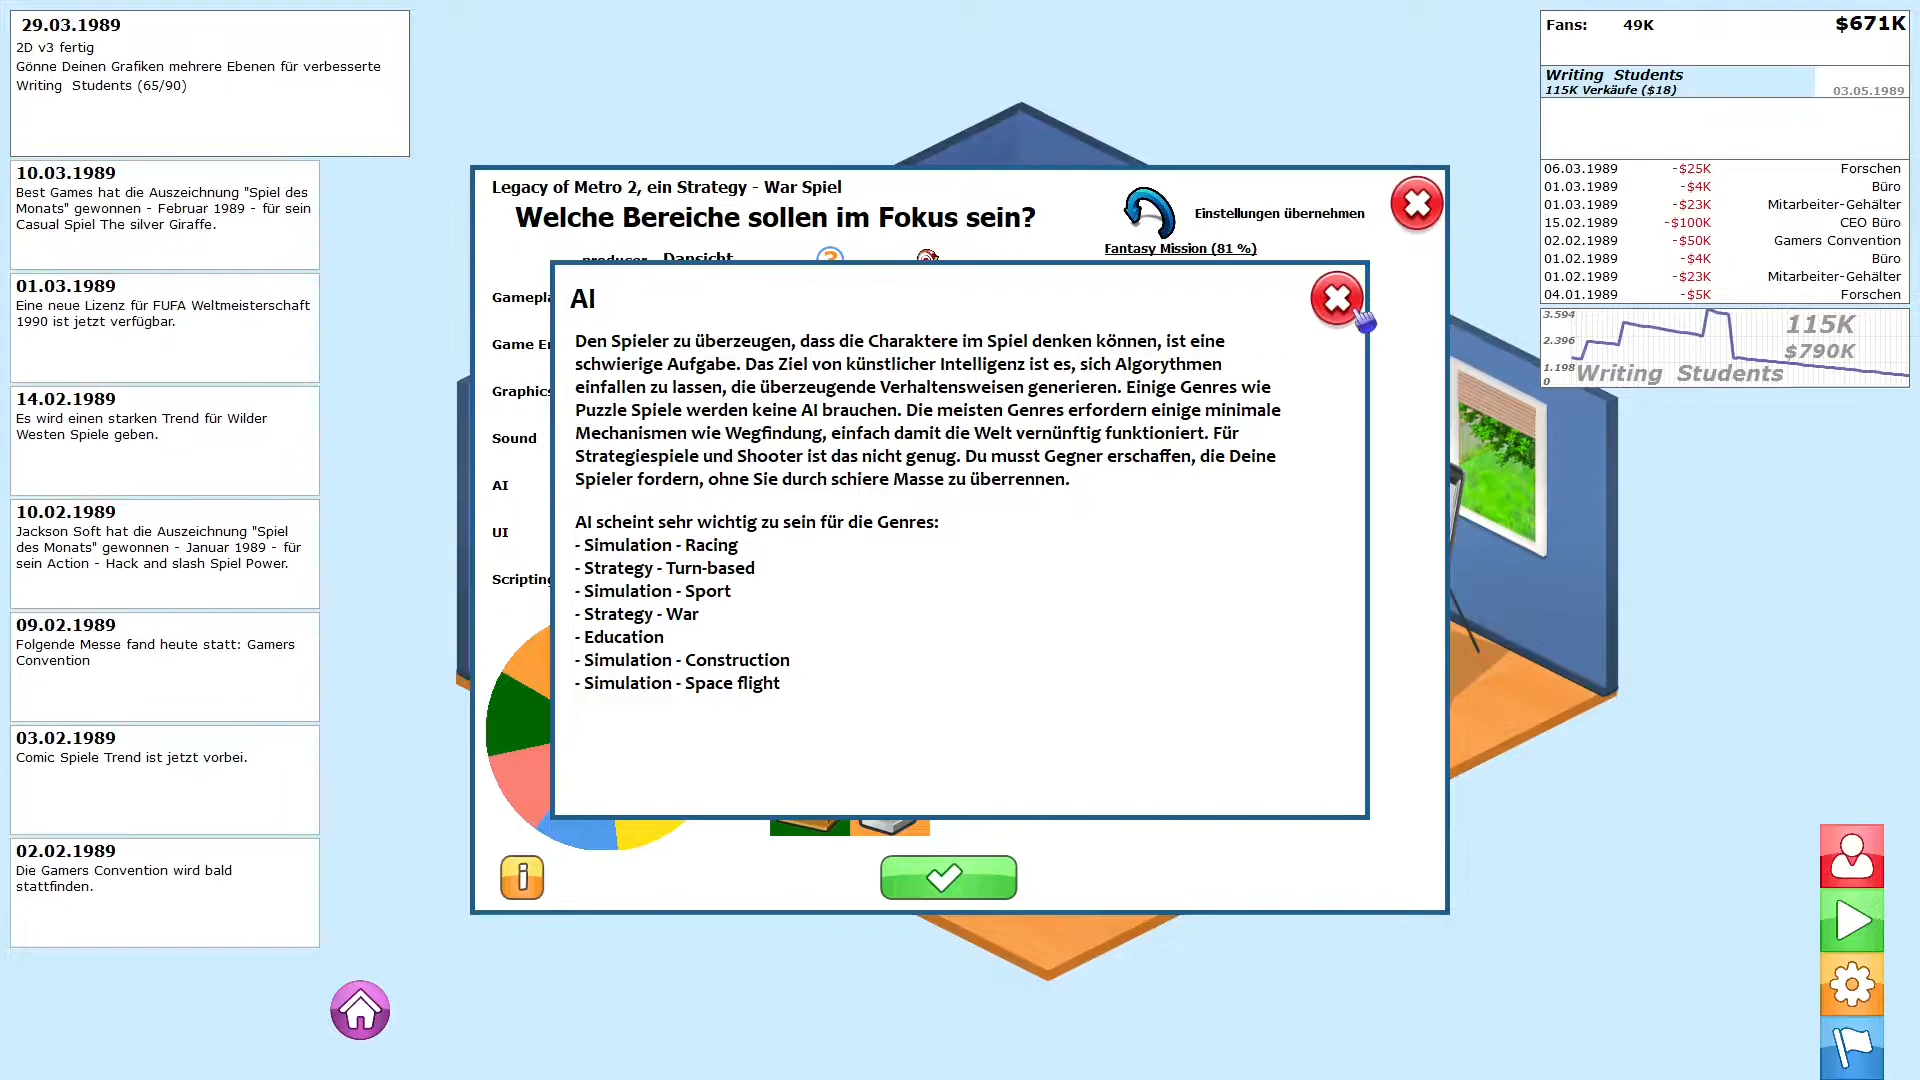 29.03.1989
2D v3 fertig
Gönne Deinen Grafiken mehrere Ebenen für verbesserte
Writing Students (65/90)
10.03.1989
Best Games hat die Auszeichnung "Spiel des
Monats" gewonnen - Februar 1989 - für sein
Casual Spiel The silver Giraffe.
01.03.1989
Eine neue Lizenz für FUFA Weltmeisterschaft
1990 ist jetzt verfügbar.
14.02.1989
Es wird einen starken Trend für Wilder
Westen Spiele geben.
10.02.1989
Jackson Soft hat die Auszeichnung "Spiel
des Monats" gewonnen - Januar 1989 - für
sein Action - Hack and slash Spiel Power.
09.02.1989
Folgende Messe fand heute statt: Gamers
Convention
03.02.1989
Comic Spiele Trend ist jetzt vorbei.
02.02.1989
Die Gamers Convention wird bald
stattfinden.
Legacy of Metro 2, ein Strategy - War Spiel
Welche Bereiche sollen im Fokus sein?
Einstellungen übernehmen
Fantasy Mission (81 %)
producer Dansicht
Gamepla
Game En
Graphics
Sound
AI
UI
Scripting
AI
Den Spieler zu überzeugen, dass die Charaktere im Spiel denken können, ist eine
schwierige Aufgabe. Das Ziel von künstlicher Intelligenz ist es, sich Algorythmen
einfallen zu lassen, die überzeugende Verhaltensweisen generieren. Einige Genres wie
Puzzle Spiele werden keine AI brauchen. Die meisten Genres erfordern einige minimale
Mechanismen wie Wegfindung, einfach damit die Welt vernünftig funktioniert. Für
Strategiespiele und Shooter ist das nicht genug. Du musst Gegner erschaffen, die Deine
Spieler fordern, ohne Sie durch schiere Masse zu überrennen.
AI scheint sehr wichtig zu sein für die Genres:
- Simulation - Racing
- Strategy - Turn-based
- Simulation - Sport
- Strategy - War
- Education
- Simulation - Construction
- Simulation - Space flight
Fans: 49K $671K
Writing Students
115K Verkäufe ($18) 03.05.1989
06.03.1989 -$25K Forschen
01.03.1989 -$4K Büro
01.03.1989 -$23K Mitarbeiter-Gehälter
15.02.1989 -$100K CEO Büro
02.02.1989 -$50K Gamers Convention
01.02.1989 -$4K Büro
01.02.1989 -$23K Mitarbeiter-Gehälter
04.01.1989 -$5K Forschen
3.594
2.396
1.198
0
115K
$790K
Writing Students